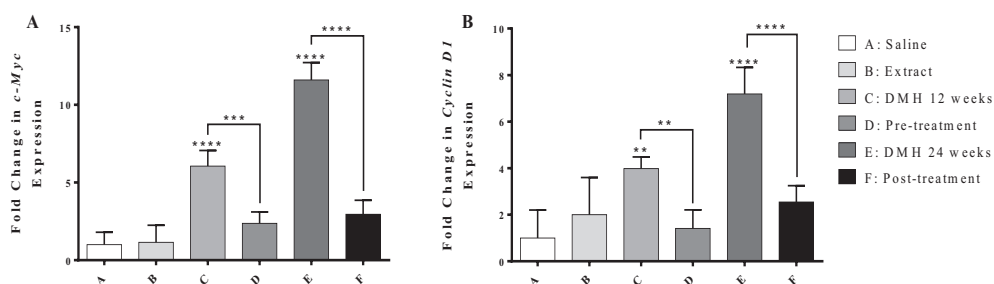 A
Fold Change in c-Myc
Expression
15
10
5
0
****
***
****
****
A B C D E F
B
Fold Change in Cyclin D1
Expression
10
8
6
4
2
0
**
**
****
****
A B C D E F
A: Saline
B: Extract
C: DMH 12 weeks
D: Pre-treatment
E: DMH 24 weeks
F: Post-treatment